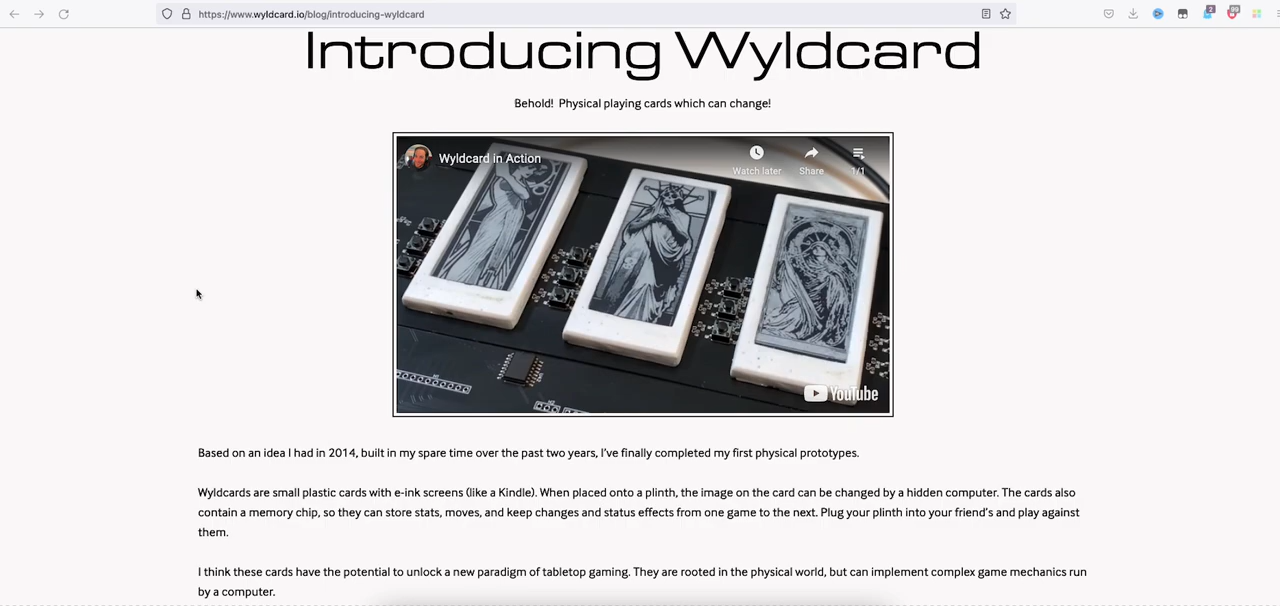 https://www.wyldcard.io/blog/introducing-wyldcard
2
99
Introducing Wyldcard
Behold! Physical playing cards which can change!
Wyldcard in Action
Watch later
Share
1/1
YouTube
Based on an idea I had in 2014, built in my spare time over the past two years, I've finally completed my first physical prototypes.
Wyldcards are small plastic cards with e-ink screens (like a Kindle). When placed onto a plinth, the image on the card can be changed by a hidden computer. The cards also
contain a memory chip, so they can store stats, moves, and keep changes and status effects from one game to the next. Plug your plinth into your friend's and play against
them.
I think these cards have the potential to unlock a new paradigm of tabletop gaming. They are rooted in the physical world, but can implement complex game mechanics run
by a computer.